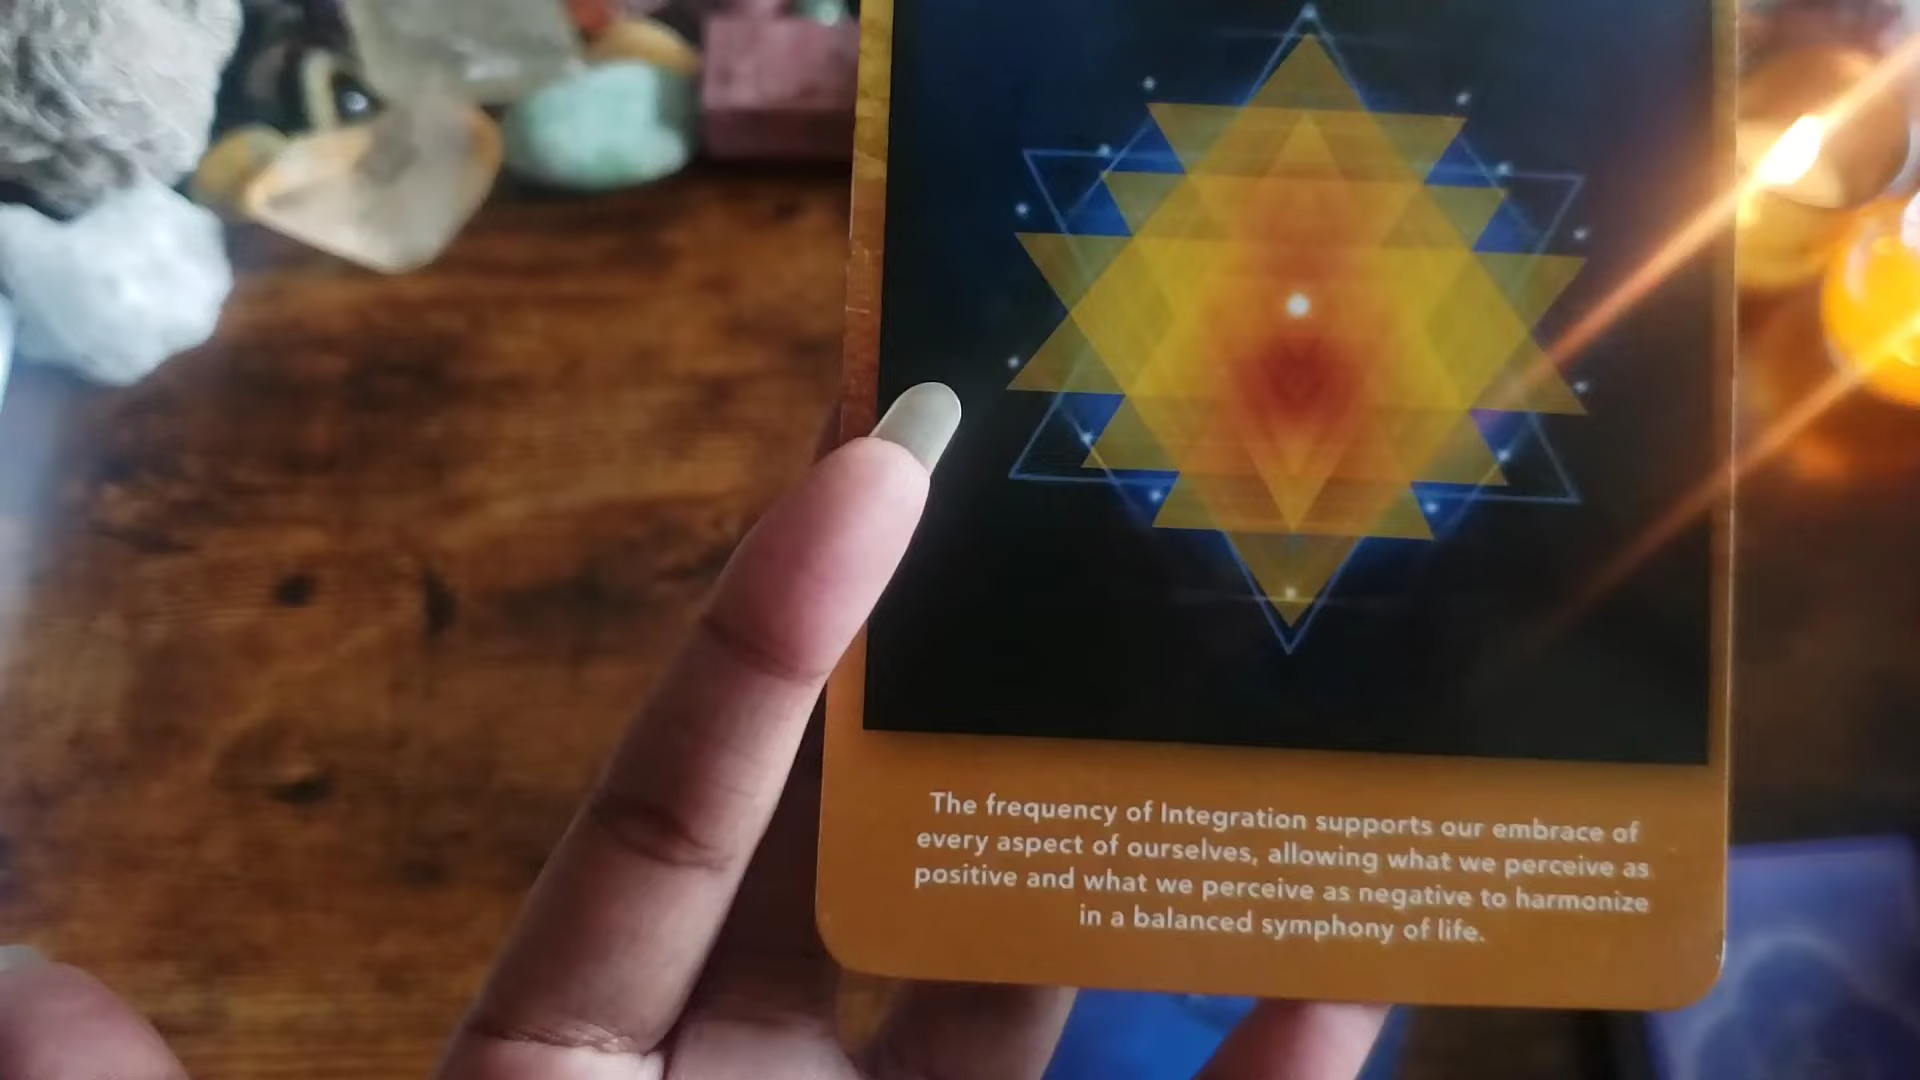 The frequency of Integration supports our embrace of
every aspect of ourselves, allowing what we perceive as
positive and what we perceive as negative to harmonize
in a balanced symphony of life.